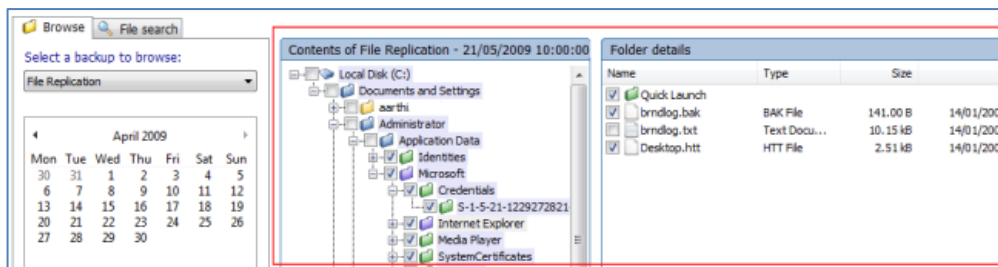 Browse File search
Select a backup to browse:
File Replication
April 2009
Mon Tue Wed Thu Fri Sat Sun
30 31 1 2 3 4 5
6 7 8 9 10 11 12
13 14 15 16 17 18 19
20 21 22 23 24 25 26
27 28 29 30
Contents of File Replication - 21/05/2009 10:00:00
Local Disk (C:)
Documents and Settings
aarthi
Administrator
Application Data
Identities
Microsoft
Credentials
S-1-5-21-1229272821-
Internet Explorer
Media Player
SystemCertificates
Folder details
Name Type Size
Quick Launch
brndlog.bak BAK File 141.00 B 14/01/200
brndlog.txt Text Docu... 10.15 kB 14/01/200
Desktop.htt HTT File 2.51 kB 14/01/200